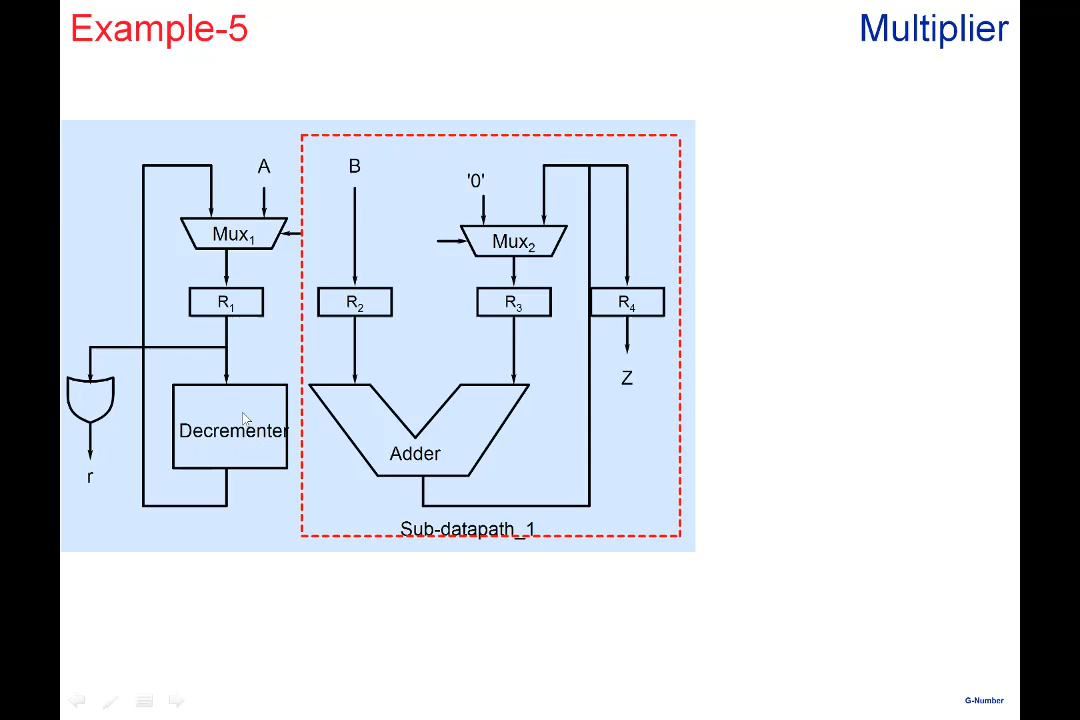 Example-5
Multiplier
A
B
'0'
Mux1
Mux2
R1
R2
R3
R4
Z
Decrementer
Adder
r
Sub-datapath_1
G-Number